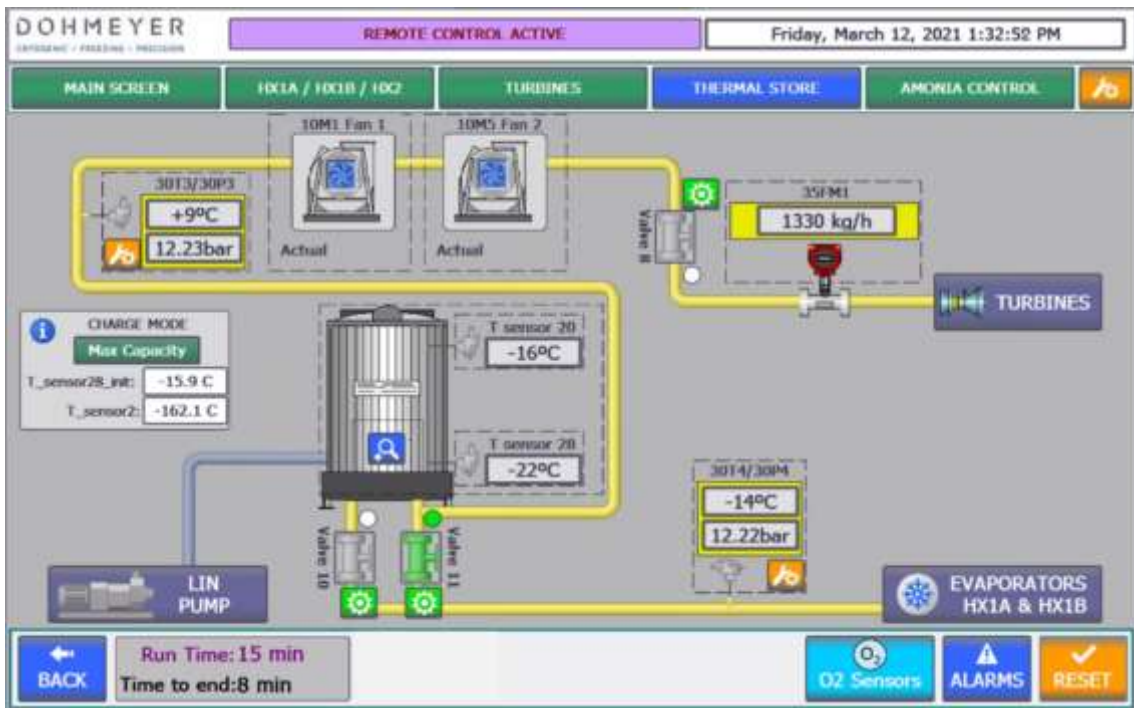 DOHMEYER
CRYOGENIC - FREEZING - PRECISION
REMOTE CONTROL ACTIVE
Friday, March 12, 2021 1:32:52 PM
MAIN SCREEN
HX1A / HX1B / HX2
TURBINES
THERMAL STORE
AMONIA CONTROL
10M1 Fan 1
10M5 Fan 2
30T3/30P3
+9ºC
12.23bar
Actual
Actual
Valve 8
35FM1
1330 kg/h
TURBINES
CHARGE MODE
Max Capacity
T_sensor28_init: -15.9 C
T_sensor2: -162.1 C
T sensor 20
-16ºC
T sensor 28
-22ºC
30T4/30P4
-14ºC
12.22bar
Valve 10
Valve 11
LIN
PUMP
EVAPORATORS
HX1A & HX1B
BACK
Run Time: 15 min
Time to end:8 min
O2
O2 Sensors
ALARMS
RESET